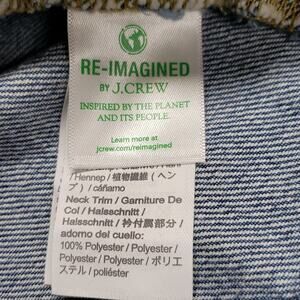 RE-IMAGINED
BY J.CREW
INSPIRED BY THE PLANET
AND ITS PEOPLE.
Learn more at
jcrew.com/reimagined
/ Hennep / 植物繊維 ( ヘン
プ ) / cáñamo
Neck Trim / Garniture De
Col / Halsschnitt /
Halsschnitt / 衿付属部分 /
adorno del cuello:
100% Polyester / Polyester /
Polyester / Polyester / ポリエ
ステル / poliéster